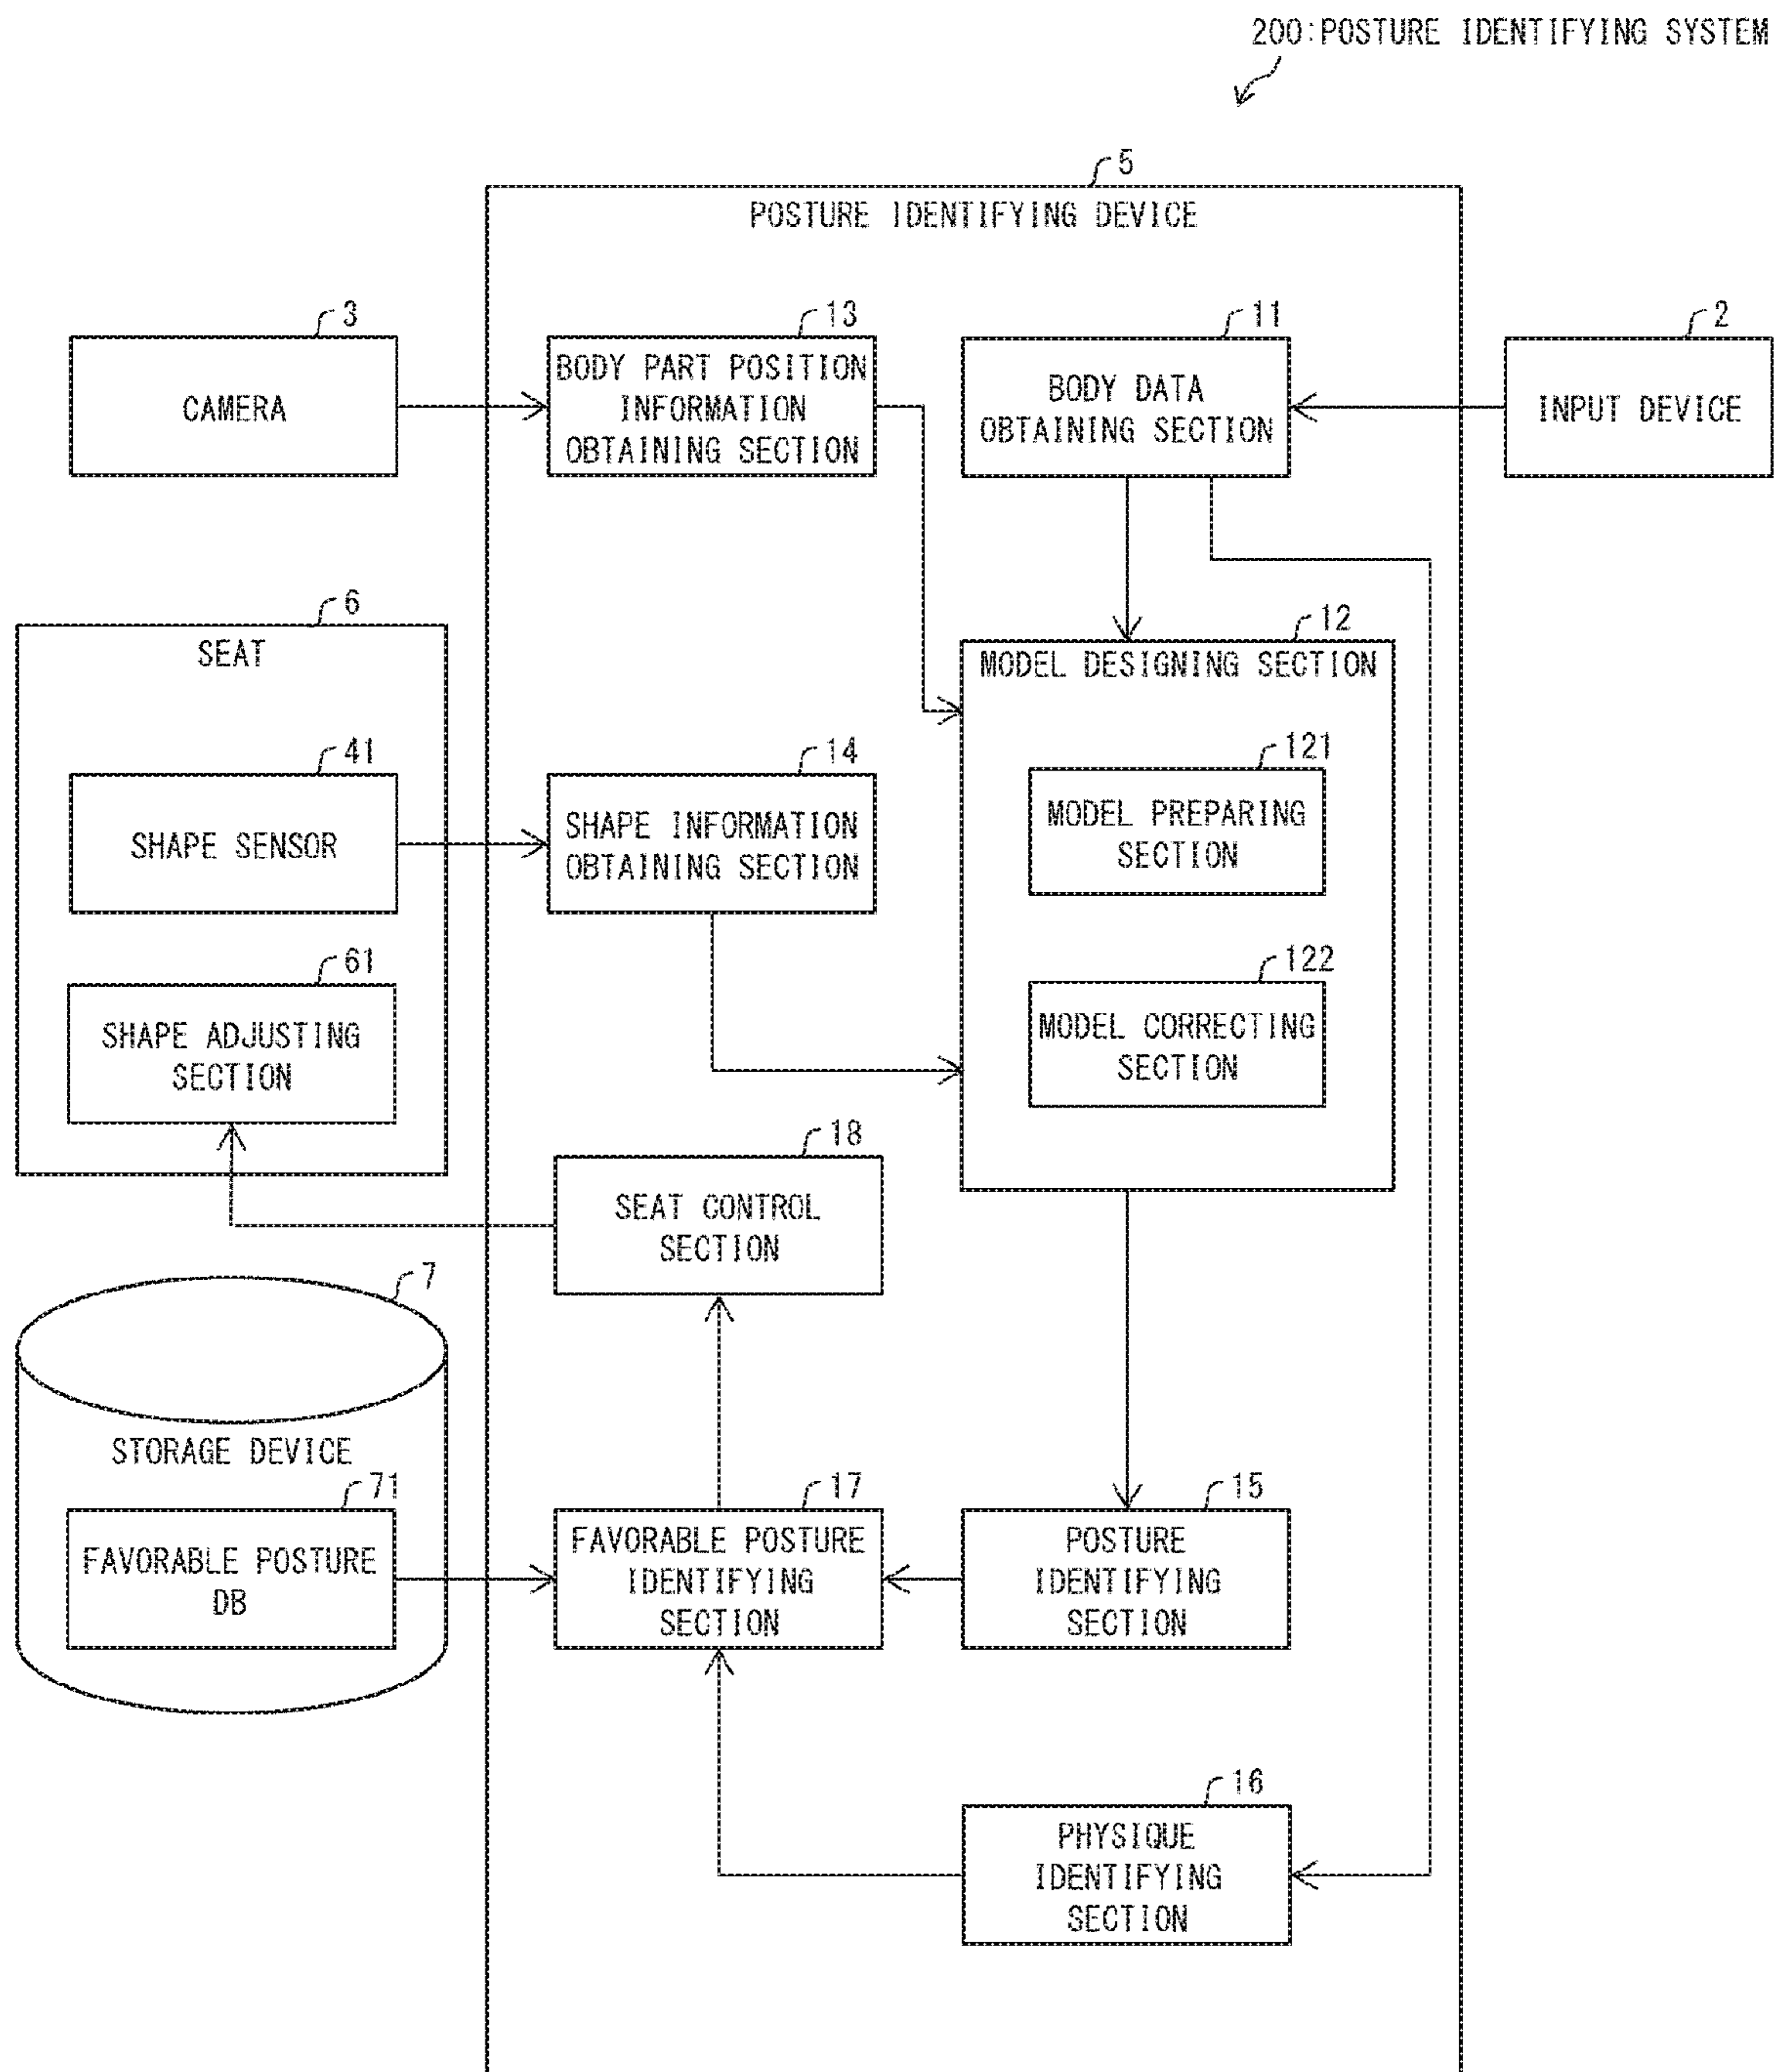 200:POSTURE IDENTIFYING SYSTEM
5
POSTURE IDENTIFYING DEVICE
3
CAMERA
13
BODY PART POSITION
INFORMATION
OBTAINING SECTION
11
BODY DATA
OBTAINING SECTION
2
INPUT DEVICE
6
SEAT
41
SHAPE SENSOR
61
SHAPE ADJUSTING
SECTION
14
SHAPE INFORMATION
OBTAINING SECTION
12
MODEL DESIGNING SECTION
121
MODEL PREPARING
SECTION
122
MODEL CORRECTING
SECTION
18
SEAT CONTROL
SECTION
7
STORAGE DEVICE
71
FAVORABLE POSTURE
DB
17
FAVORABLE POSTURE
IDENTIFYING
SECTION
15
POSTURE
IDENTIFYING
SECTION
16
PHYSIQUE
IDENTIFYING
SECTION